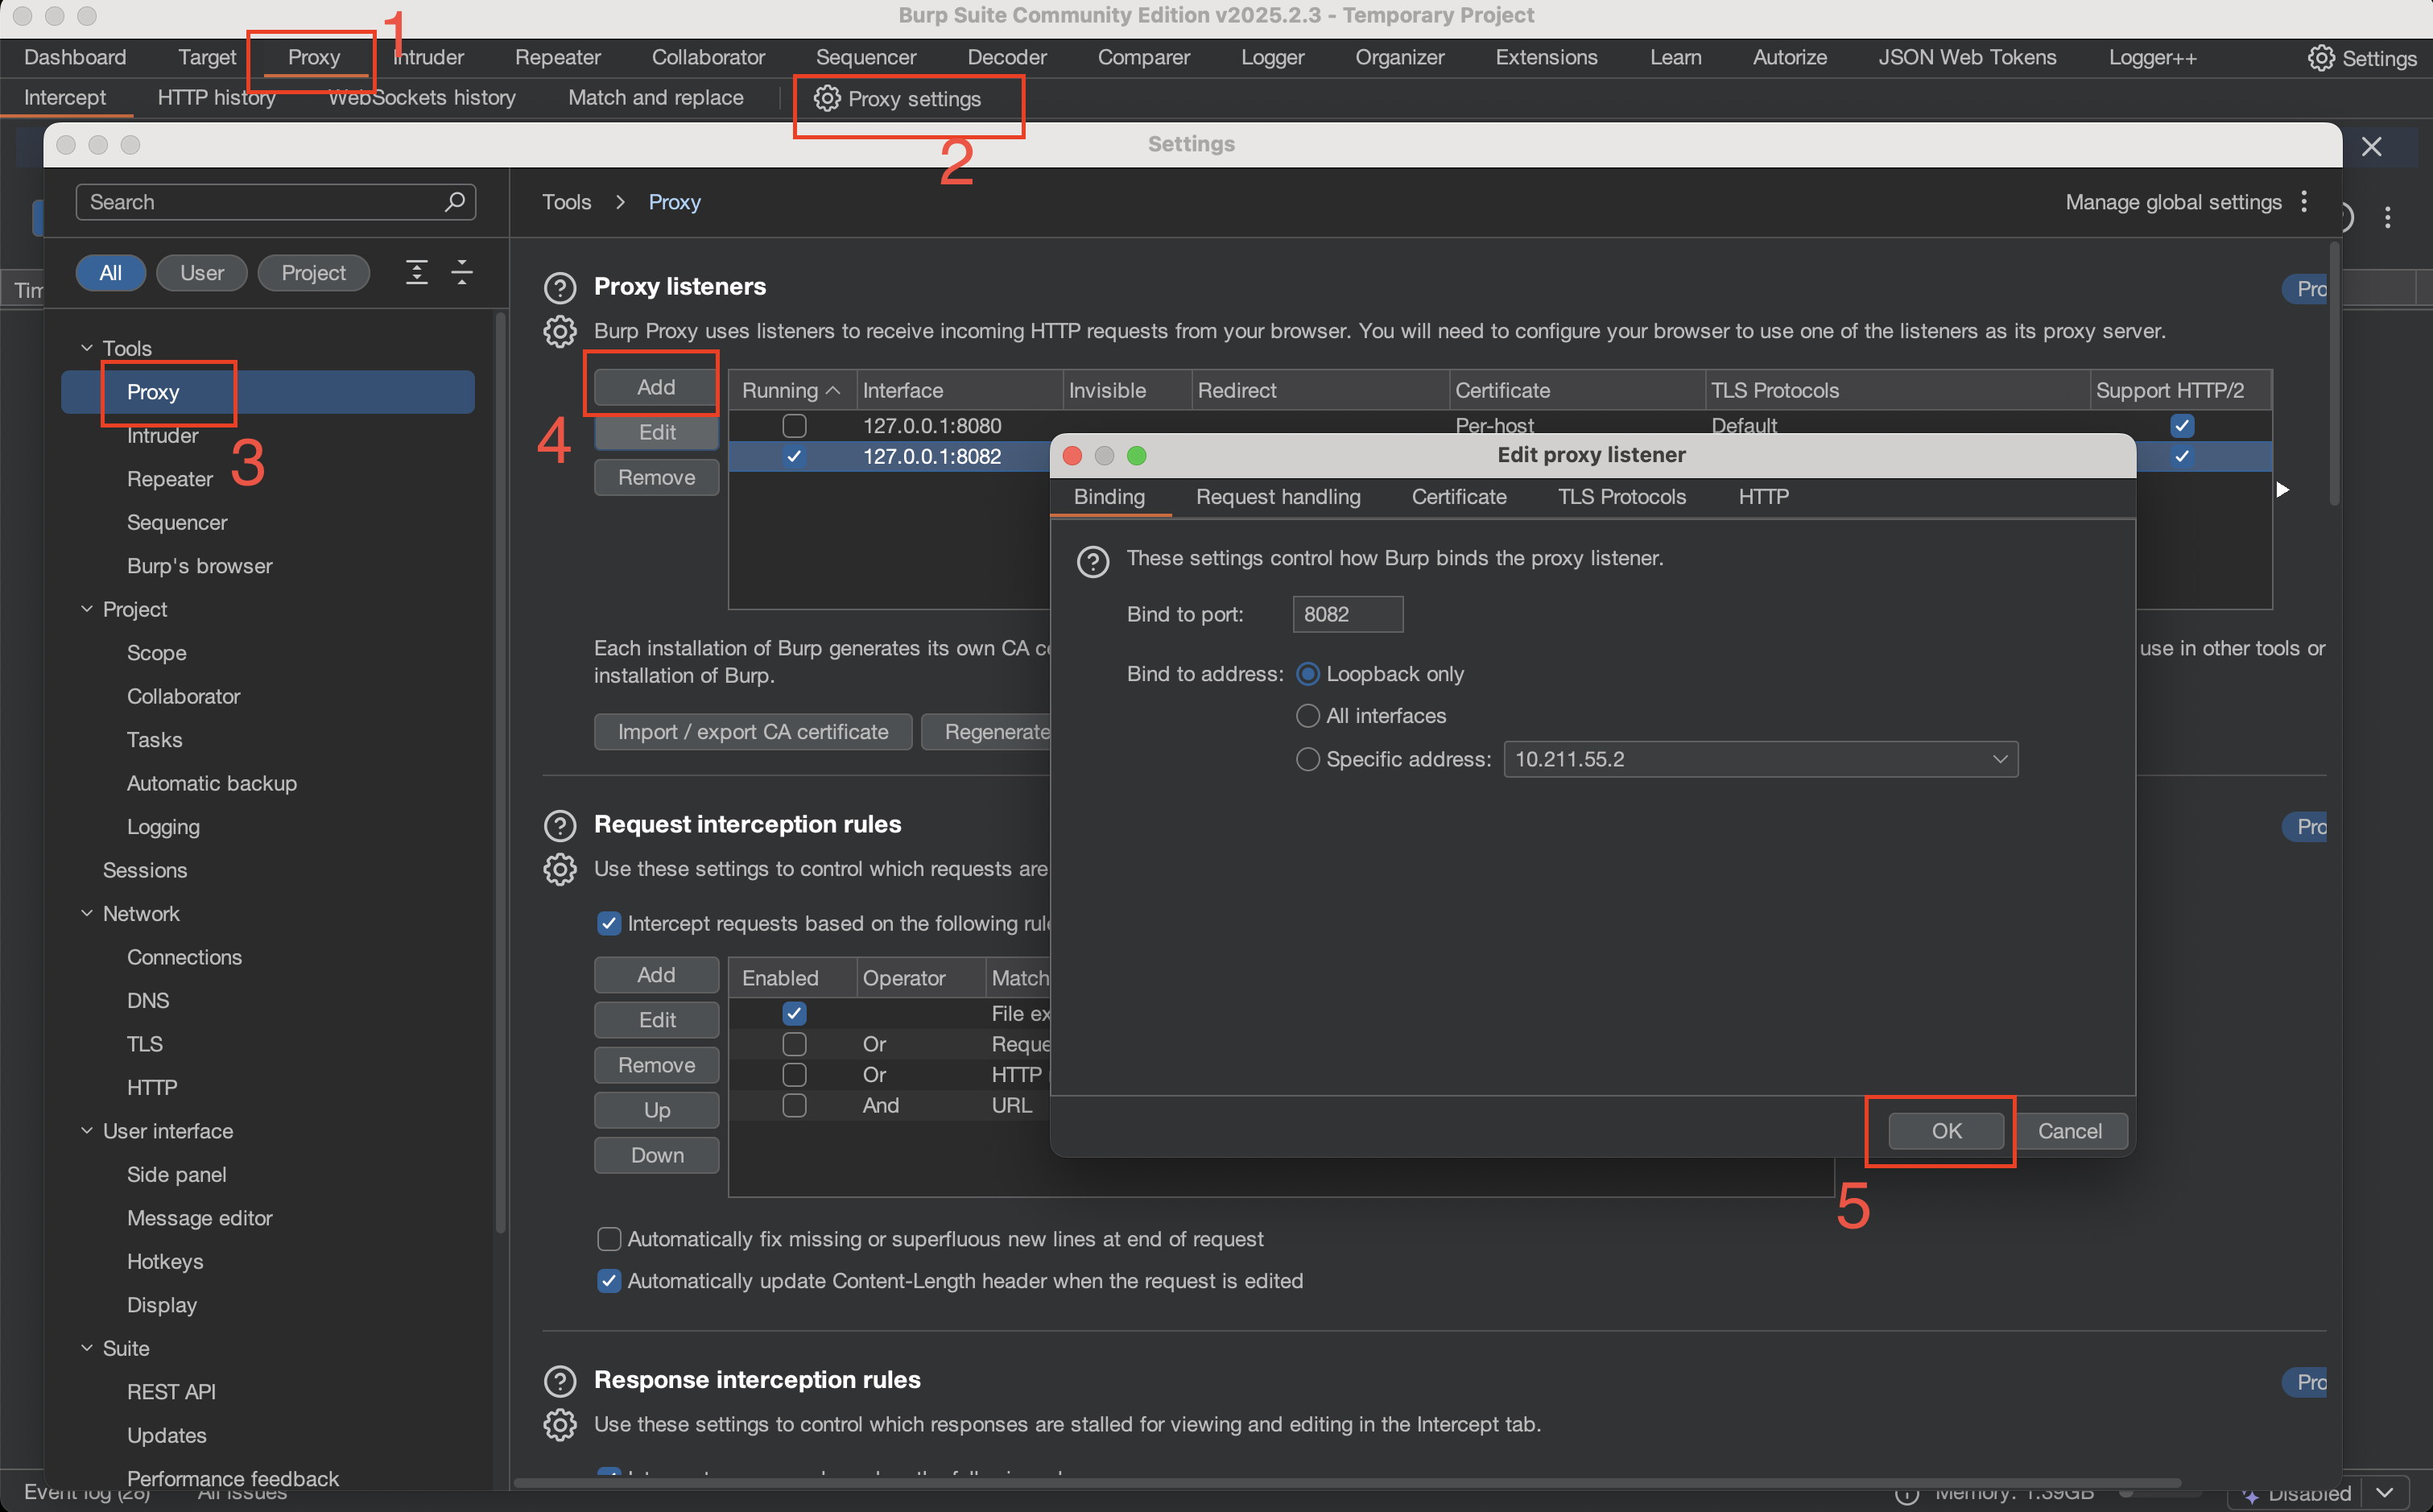 Burp Suite Community Edition v2025.2.3 - Temporary Project
1
Dashboard Target Proxy Intruder Repeater Collaborator Sequencer Decoder Comparer Logger Organizer Extensions Learn Autorize JSON Web Tokens Logger++ Settings
Intercept HTTP history WebSockets history Match and replace Proxy settings
2
Settings
Search
Tools > Proxy
Manage global settings
All User Project
Tim
Tools
Proxy
3
Intruder
Repeater
Sequencer
Burp's browser
Project
Scope
Collaborator
Tasks
Automatic backup
Logging
Sessions
Network
Connections
DNS
TLS
HTTP
User interface
Side panel
Message editor
Hotkeys
Display
Suite
REST API
Updates
Performance feedback
Proxy listeners
Pro
Burp Proxy uses listeners to receive incoming HTTP requests from your browser. You will need to configure your browser to use one of the listeners as its proxy server.
Add
4
Edit
Remove
Running Interface Invisible Redirect Certificate TLS Protocols Support HTTP/2
127.0.0.1:8080 Per-host Default
127.0.0.1:8082
Each installation of Burp generates its own CA ce
use in other tools or
installation of Burp.
Import / export CA certificate Regenerate
Edit proxy listener
Binding Request handling Certificate TLS Protocols HTTP
These settings control how Burp binds the proxy listener.
Bind to port: 8082
Bind to address: Loopback only
All interfaces
Specific address: 10.211.55.2
OK Cancel
5
Request interception rules
Pro
Use these settings to control which requests are
Intercept requests based on the following rule
Add
Edit
Remove
Up
Down
Enabled Operator Match
File ex
Or Reque
Or HTTP
And URL
Automatically fix missing or superfluous new lines at end of request
Automatically update Content-Length header when the request is edited
Response interception rules
Pro
Use these settings to control which responses are stalled for viewing and editing in the Intercept tab.
Event log (28) All issues
Memory: 1.39GB Disabled